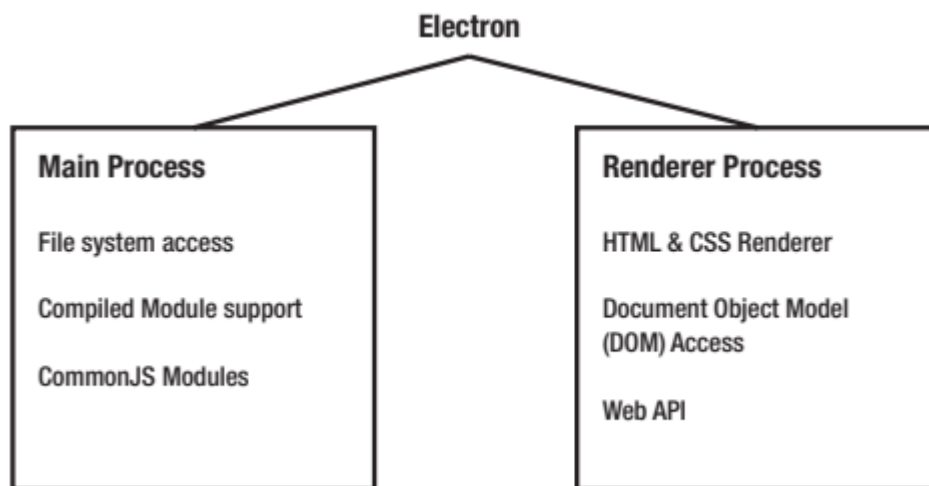 Electron
Main Process
File system access
Compiled Module support
CommonJS Modules
Renderer Process
HTML & CSS Renderer
Document Object Model
(DOM) Access
Web API